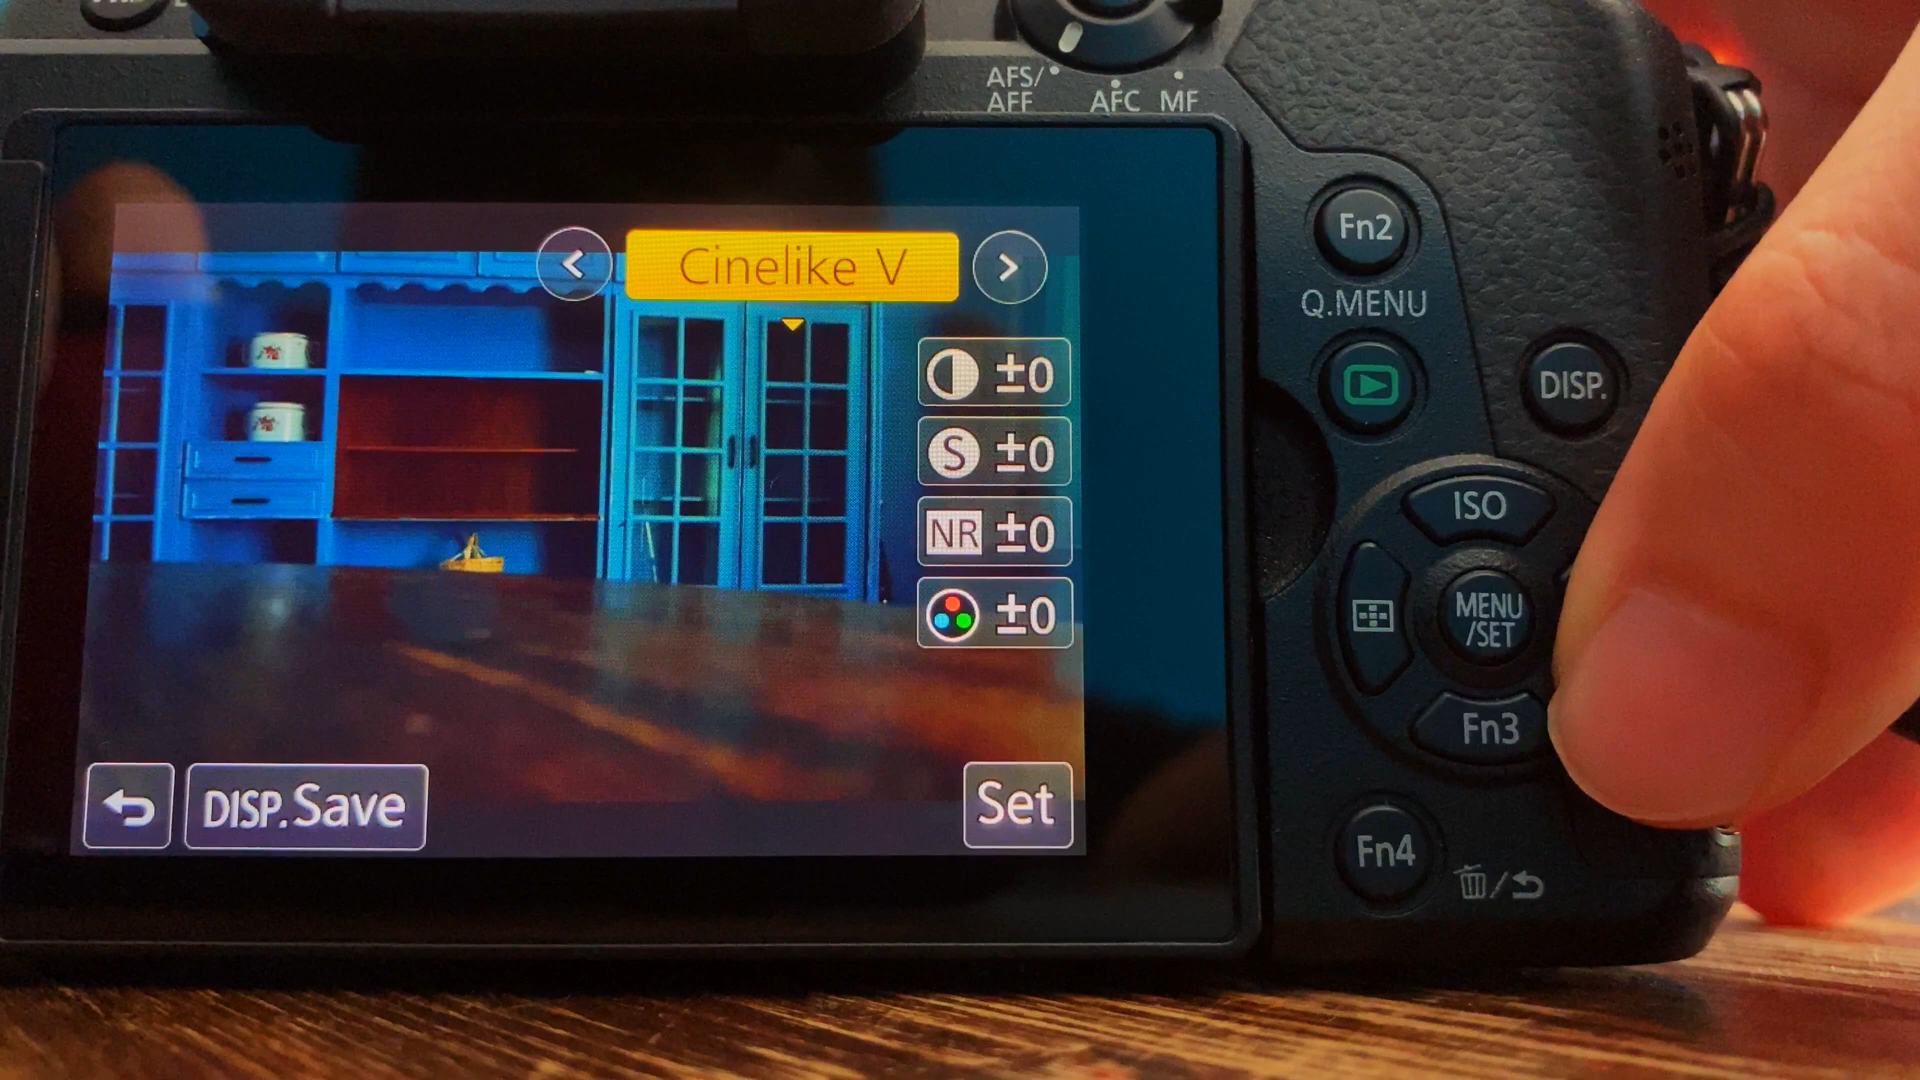 AFS/
AFF
AFC
MF
Cinelike V
±0
S ±0
NR ±0
±0
DISP.Save
Set
Fn2
Q.MENU
DISP.
ISO
MENU
/SET
Fn3
Fn4